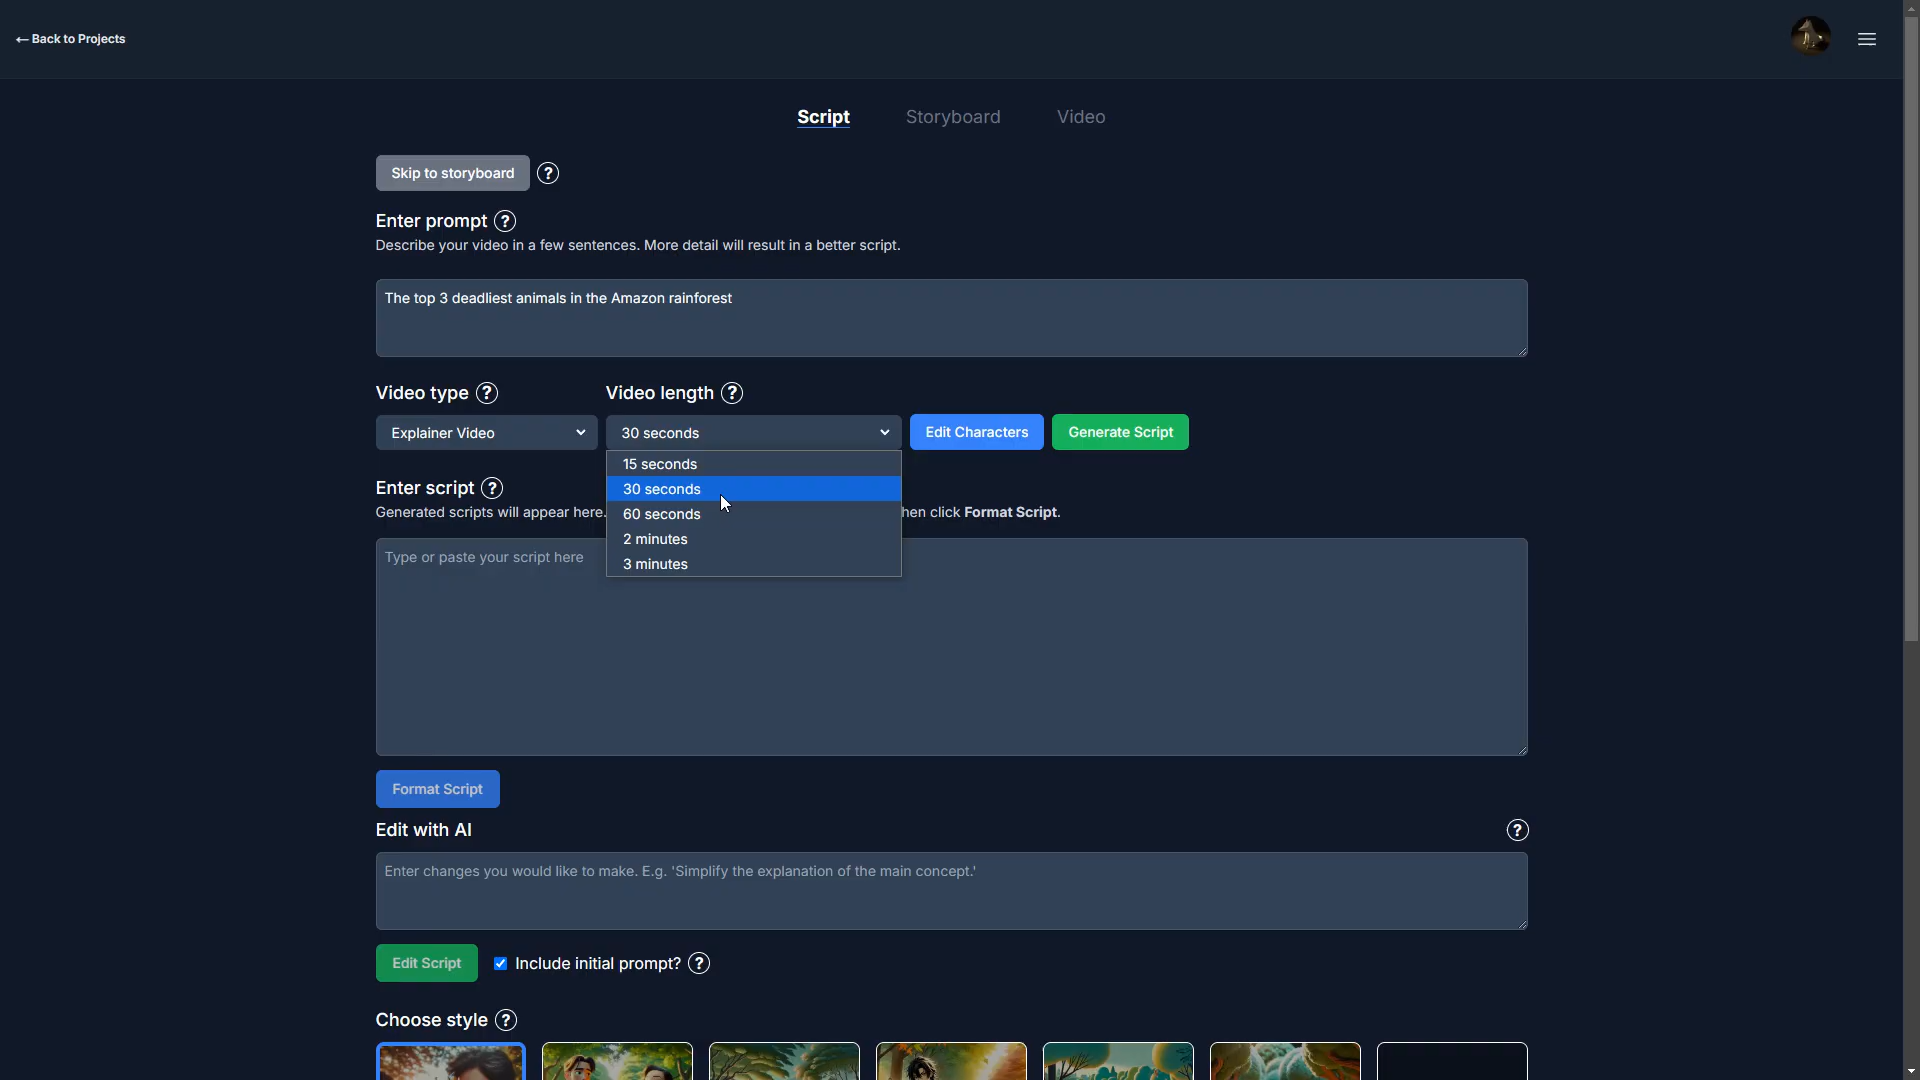 ← Back to Projects
Script Storyboard Video
Skip to storyboard ?
Enter prompt ?
Describe your video in a few sentences. More detail will result in a better script.
The top 3 deadliest animals in the Amazon rainforest
Video type ? Video length ?
Explainer Video 30 seconds Edit Characters Generate Script
15 seconds
30 seconds
60 seconds
2 minutes
3 minutes
Enter script ?
Generated scripts will appear here. hen click Format Script.
Type or paste your script here
Format Script
Edit with AI ?
Enter changes you would like to make. E.g. 'Simplify the explanation of the main concept.'
Edit Script Include initial prompt? ?
Choose style ?